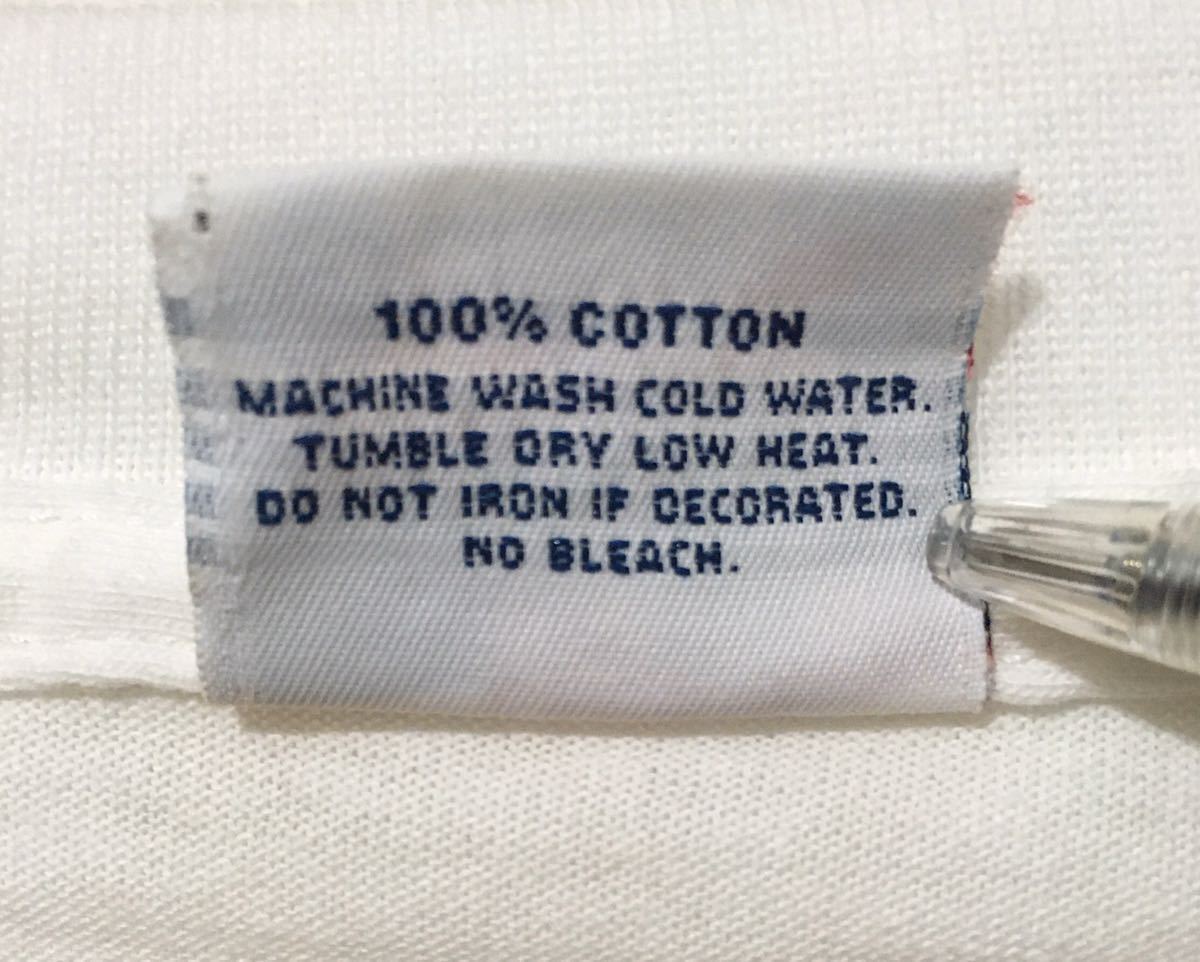 100% COTTON
MACHINE WASH COLD WATER.
TUMBLE DRY LOW HEAT.
DO NOT IRON IF DECORATED.
NO BLEACH.